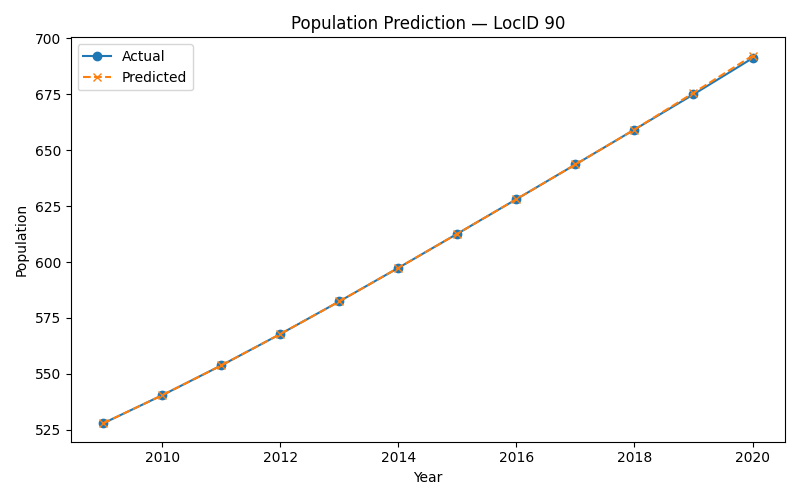 Population Prediction — LocID 90
Actual
Predicted
700
675
650
625
600
575
550
525
Population
2010 2012 2014 2016 2018 2020
Year